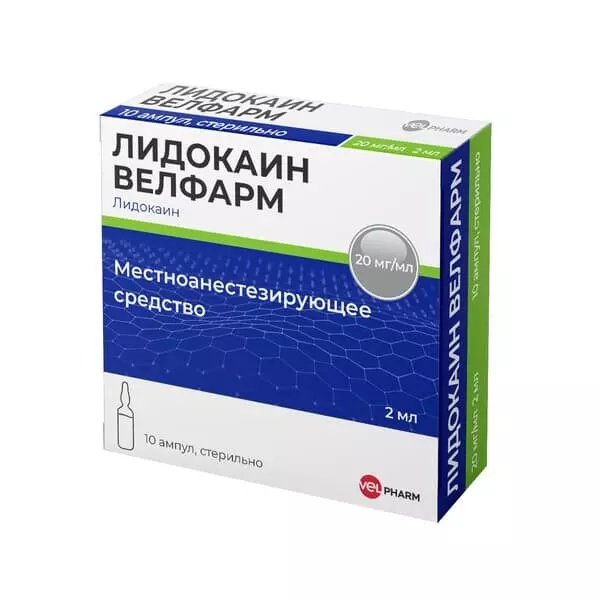 ЛИДОКАИН
ВЕЛФАРМ
10 ампул, стерильно
VELPHARM
20 мг/мл 2 мл
ЛИДОКАИН
ВЕЛФАРМ
Лидокаин
20 мг/мл
Местноанестезирующее
средство
2 мл
10 ампул, стерильно
VELPHARM
ЛИДОКАИН ВЕЛФАРМ
20 мг/мл 2 мл
10 ампул, стерильно